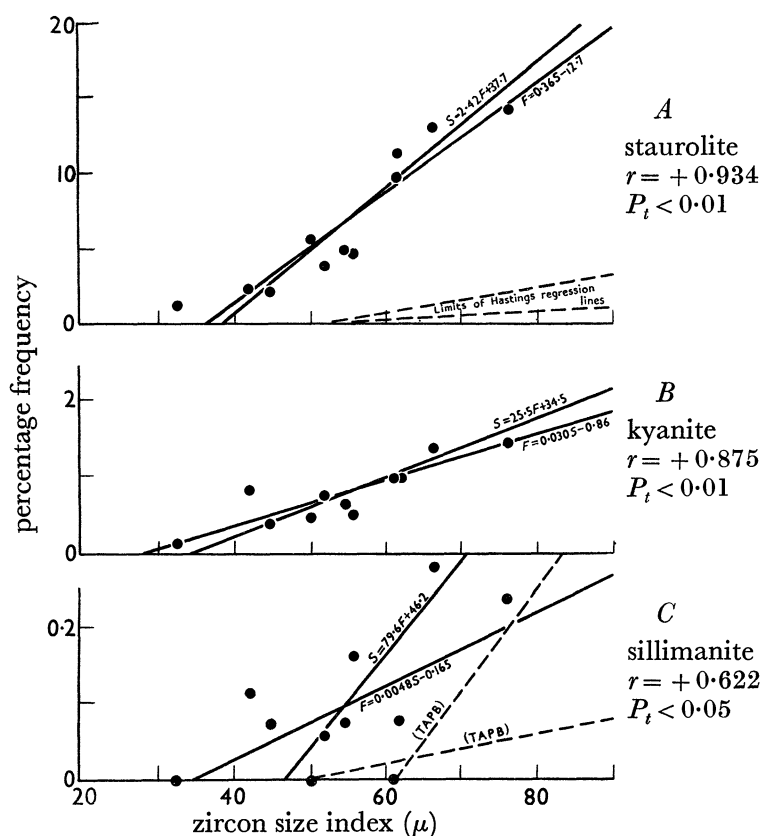 20
10
0
S=2·42F+37·7
F=0·36S-12·7
Limits of Hastings regression
lines
A
staurolite
r = +0·934
Pt < 0·01
percentage frequency
2
0
S=25·5F+34·5
F=0·030S-0·86
B
kyanite
r = +0·875
Pt < 0·01
0·2
0
S=79·6F+46·2
F=0·0048S-0·165
(TAPB)
(TAPB)
C
sillimanite
r = +0·622
Pt < 0·05
20
40
60
80
zircon size index (μ)